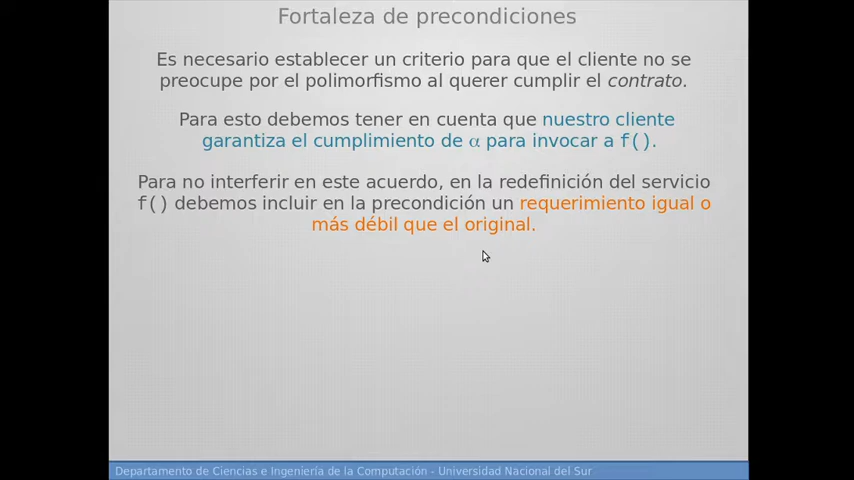 Fortaleza de precondiciones
Es necesario establecer un criterio para que el cliente no se
preocupe por el polimorfismo al querer cumplir el contrato.
Para esto debemos tener en cuenta que nuestro cliente
garantiza el cumplimiento de α para invocar a f().
Para no interferir en este acuerdo, en la redefinición del servicio
f() debemos incluir en la precondición un requerimiento igual o
más débil que el original.
Departamento de Ciencias e Ingeniería de la Computación - Universidad Nacional del Sur